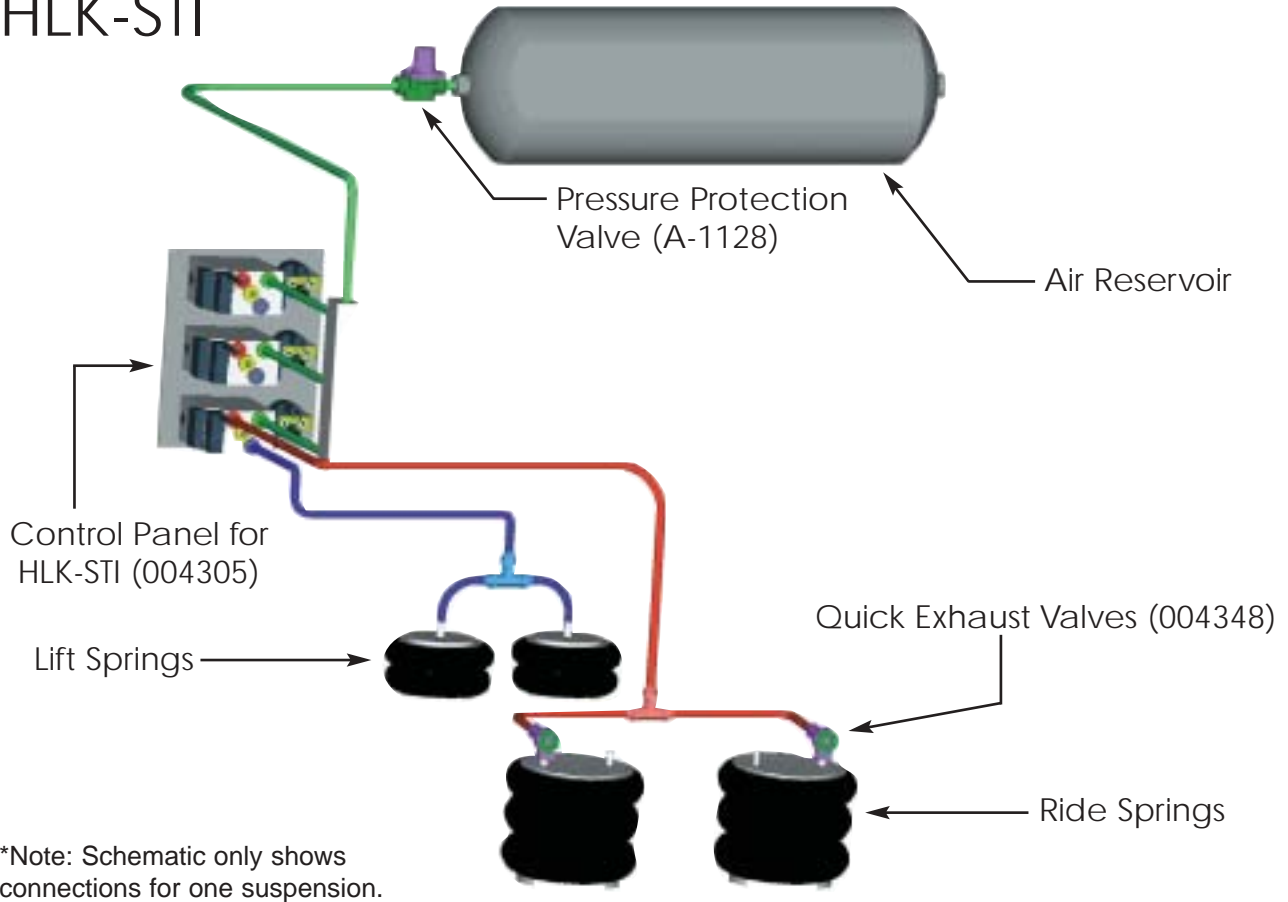 HLK-STI
Pressure Protection
Valve (A-1128)
Air Reservoir
Control Panel for
HLK-STI (004305)
Quick Exhaust Valves (004348)
Lift Springs
Ride Springs
*Note: Schematic only shows
connections for one suspension.